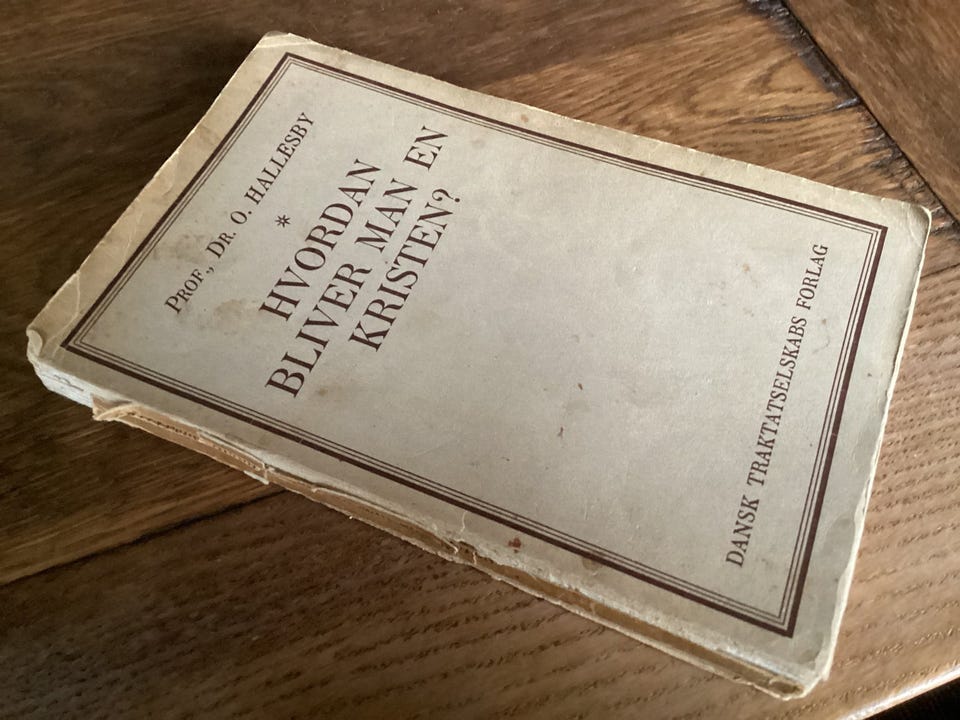 PROF., DR. O. HALLESBY
*
HVORDAN
BLIVER MAN EN
KRISTEN?
DANSK TRAKTATSELSKABS FORLAG